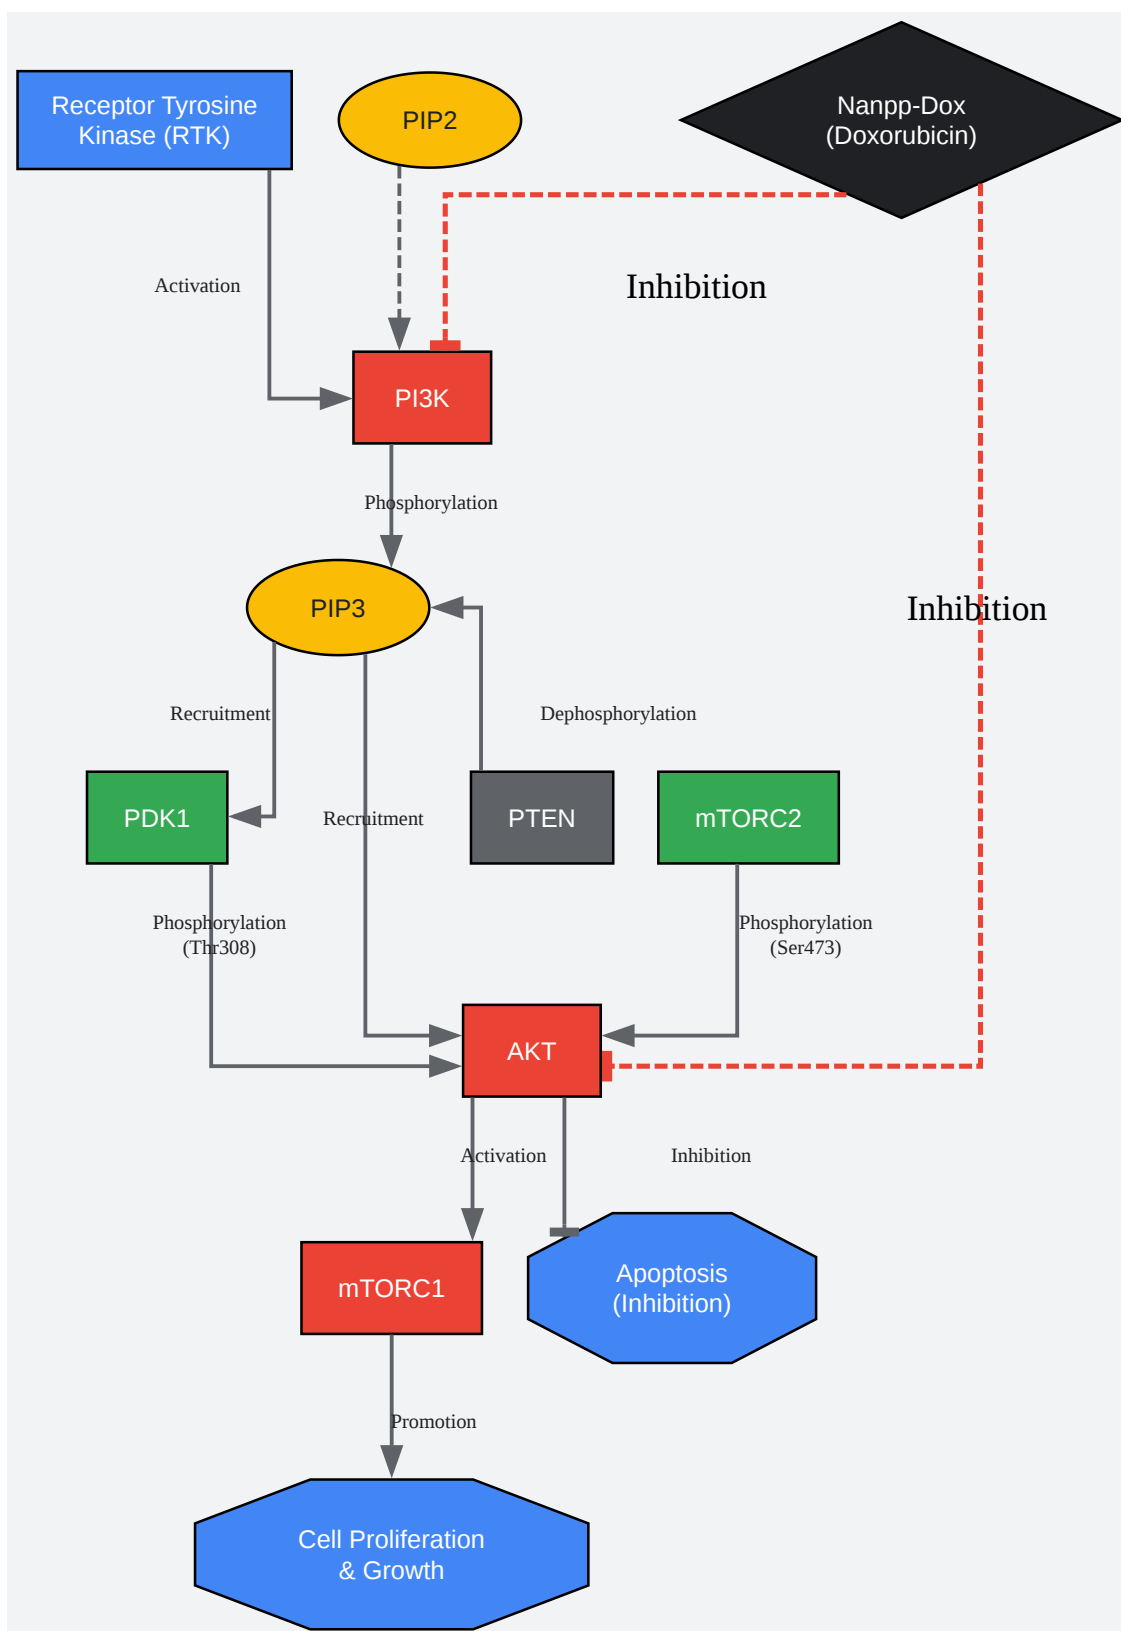 Receptor Tyrosine
Kinase (RTK)
PIP2
Nanpp-Dox
(Doxorubicin)
Activation
Inhibition
PI3K
Phosphorylation
PIP3
Inhibition
Recruitment
Dephosphorylation
PDK1
Recruitment
PTEN
mTORC2
Phosphorylation
(Thr308)
Phosphorylation
(Ser473)
AKT
Activation
Inhibition
mTORC1
Apoptosis
(Inhibition)
Promotion
Cell Proliferation
& Growth